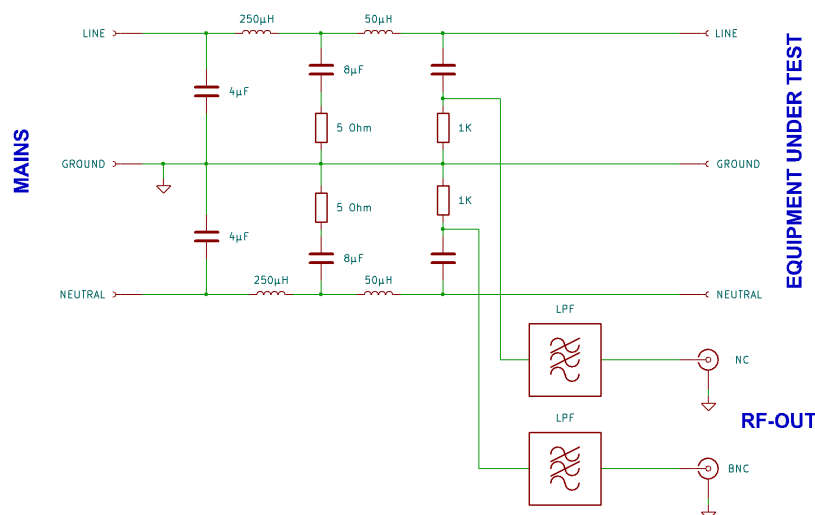 250µH
50µH
LINE
LINE
8µF
4µF
5 Ohm
1K
MAINS
GROUND
GROUND
EQUIPMENT UNDER TEST
5 Ohm
1K
4µF
8µF
250µH
50µH
NEUTRAL
NEUTRAL
LPF
NC
RF-OUT
LPF
BNC